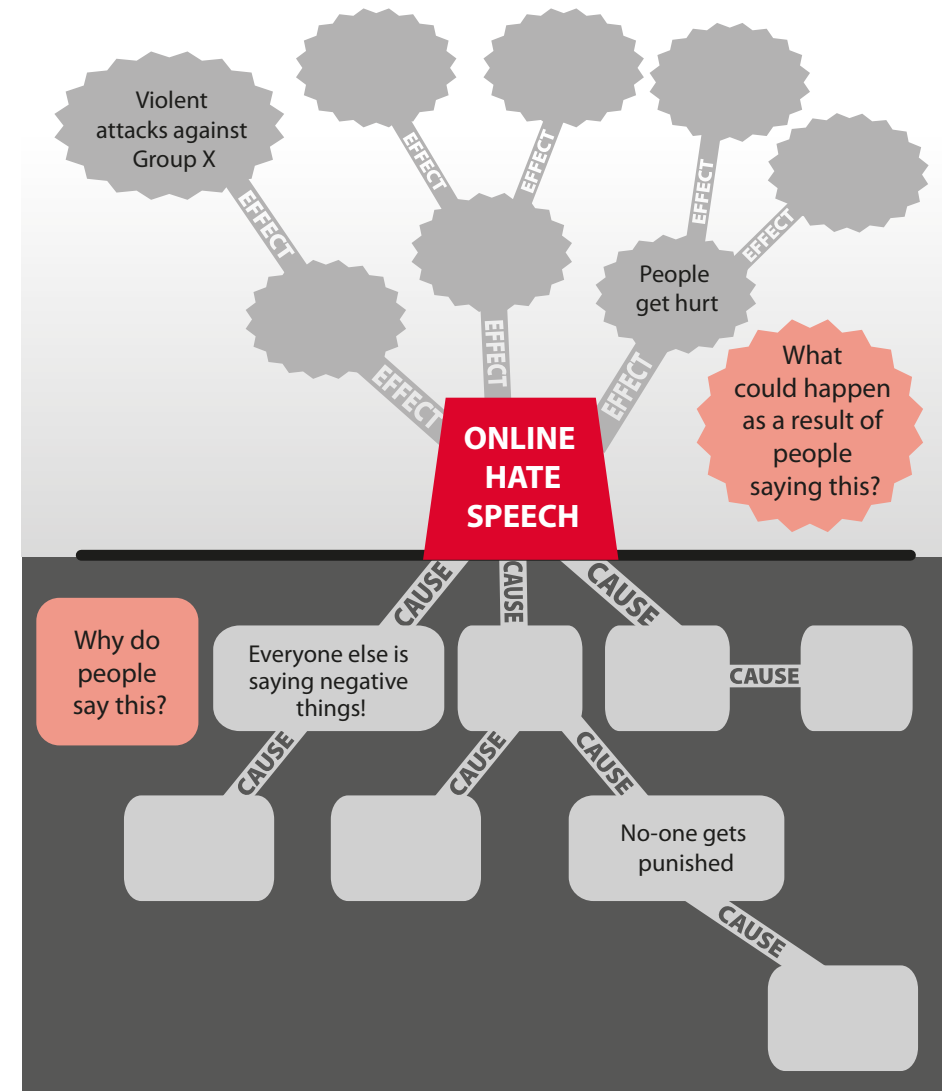 Violent
attacks against
Group X
EFFECT
EFFECT
EFFECT
EFFECT
EFFECT
People
get hurt
EFFECT
EFFECT
EFFECT
What
could happen
as a result of
people
saying this?
ONLINE
HATE
SPEECH
CAUSE
CAUSE
CAUSE
Why do
people
say this?
Everyone else is
saying negative
things!
CAUSE
CAUSE
CAUSE
CAUSE
No-one gets
punished
CAUSE